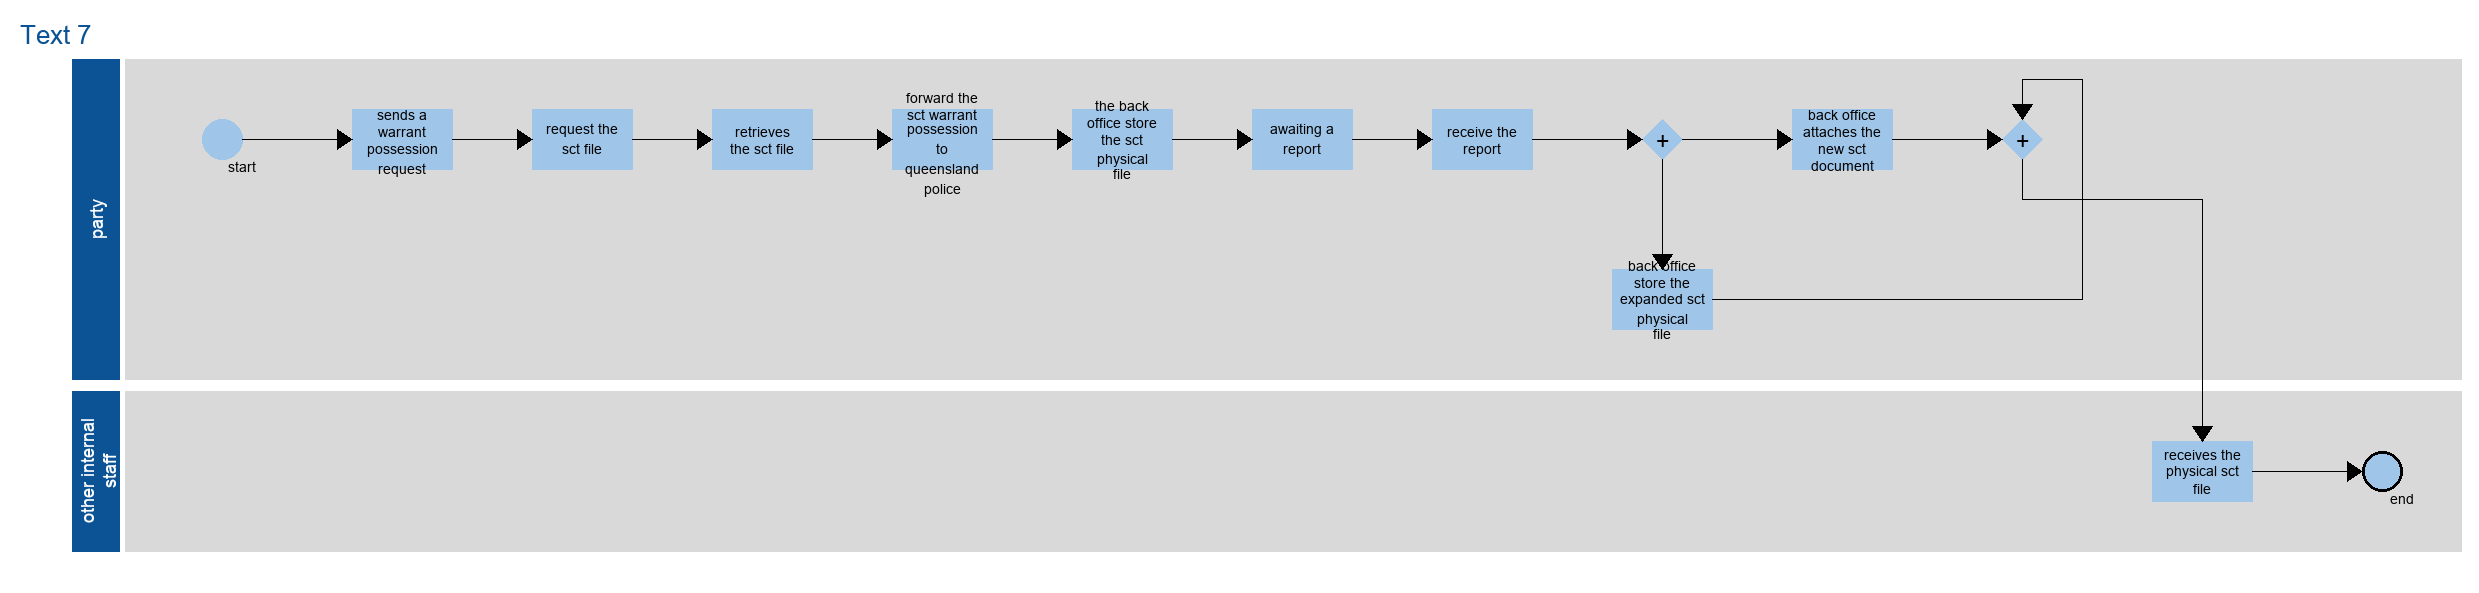 Text 7
party
start
sends a
warrant
possession
request
request the
sct file
retrieves
the sct file
forward the
sct warrant
possession
to
queensland
police
the back
office store
the sct
physical
file
awaiting a
report
receive the
report
+
back office
attaches the
new sct
document
+
back office
store the
expanded sct
physical
file
other internal
staff
receives the
physical sct
file
end